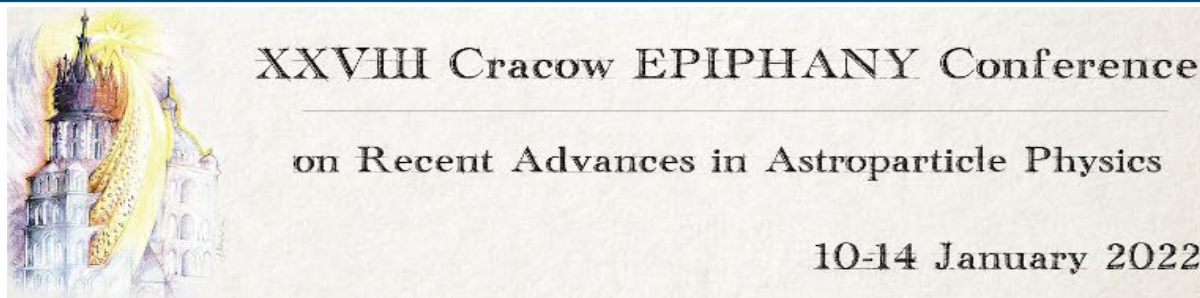 XXVIII Cracow EPIPHANY Conference
on Recent Advances in Astroparticle Physics
10-14 January 2022